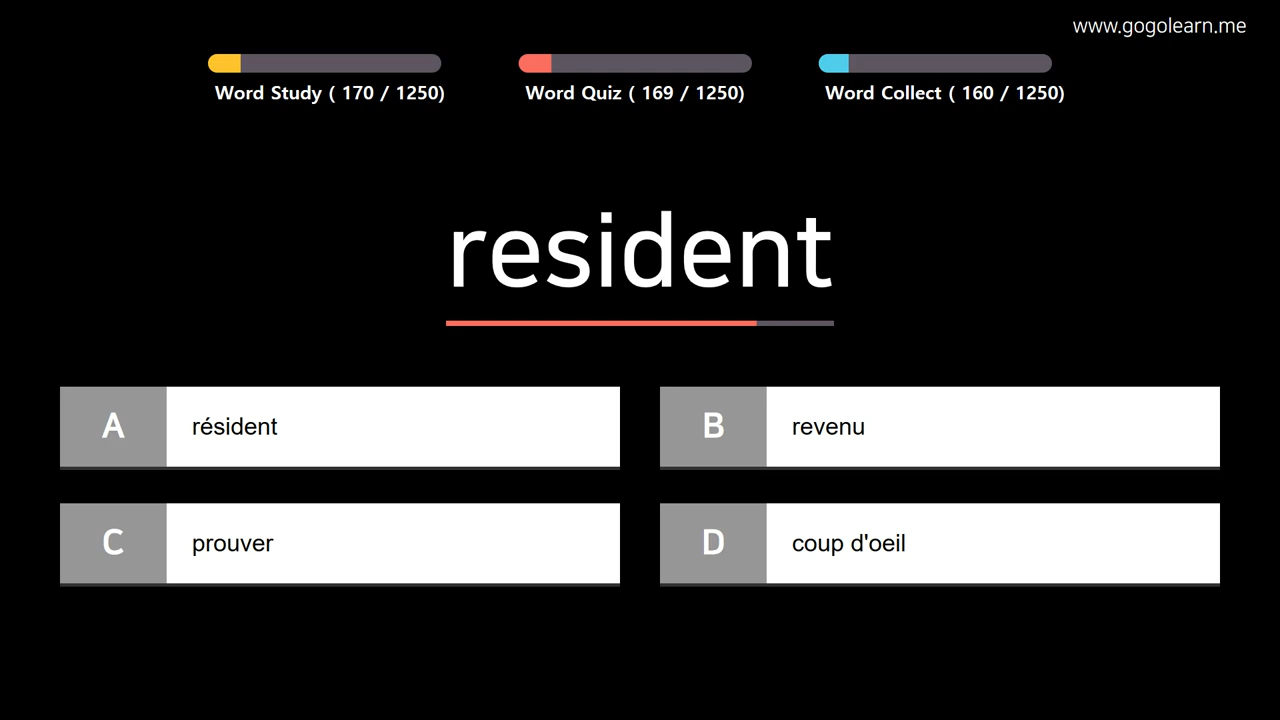 www.gogolearn.me
Word Study ( 170 / 1250)
Word Quiz ( 169 / 1250)
Word Collect ( 160 / 1250)
resident
A résident
B revenu
C prouver
D coup d'oeil